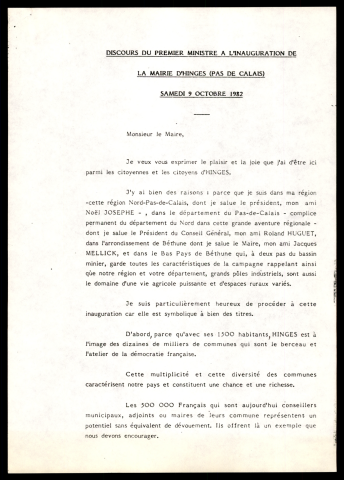 DISCOURS DU PREMIER MINISTRE A L'INAUGURATION DE
LA MAIRIE D'HINGES (PAS DE CALAIS)
SAMEDI 9 OCTOBRE 1982
Monsieur le Maire,
Je veux vous exprimer le plaisir et la joie que j'ai d'être ici
parmi les citoyennes et les citoyens d'HINGES.
J'y ai bien des raisons : parce que je suis dans ma région
-cette région Nord-Pas-de-Calais, dont je salue le président, mon ami
Noël JOSEPHE - , dans le département du Pas-de-Calais - complice
permanent du département du Nord dans cette grande aventure régionale -
dont je salue le Président du Conseil Général, mon ami Roland HUGUET,
dans l'arrondissement de Béthune dont je salue le Maire, mon ami Jacques
MELLICK, et dans le Bas Pays de Béthune qui, à deux pas du bassin
minier, garde toutes les caractéristiques de la campagne rappelant ainsi
que notre région et votre département, grands pôles industriels, sont aussi
le domaine d'une vie agricole puissante et d'espaces ruraux variés.
Je suis particulièrement heureux de procéder à cette
inauguration car elle est symbolique à bien des titres.
D'abord, parce qu'avec ses 1500 habitants, HINGES est à
l'image des dizaines de milliers de communes qui sont le berceau et
l'atelier de la démocratie française.
Cette multiplicité et cette diversité des communes
caractérisent notre pays et constituent une chance et une richesse.
Les 500 000 Français qui sont aujourd'hui conseillers
municipaux, adjoints ou maires de leurs commune représentent un
potentiel sans équivalent de dévouement. Ils offrent là un exemple que
nous devons encourager.